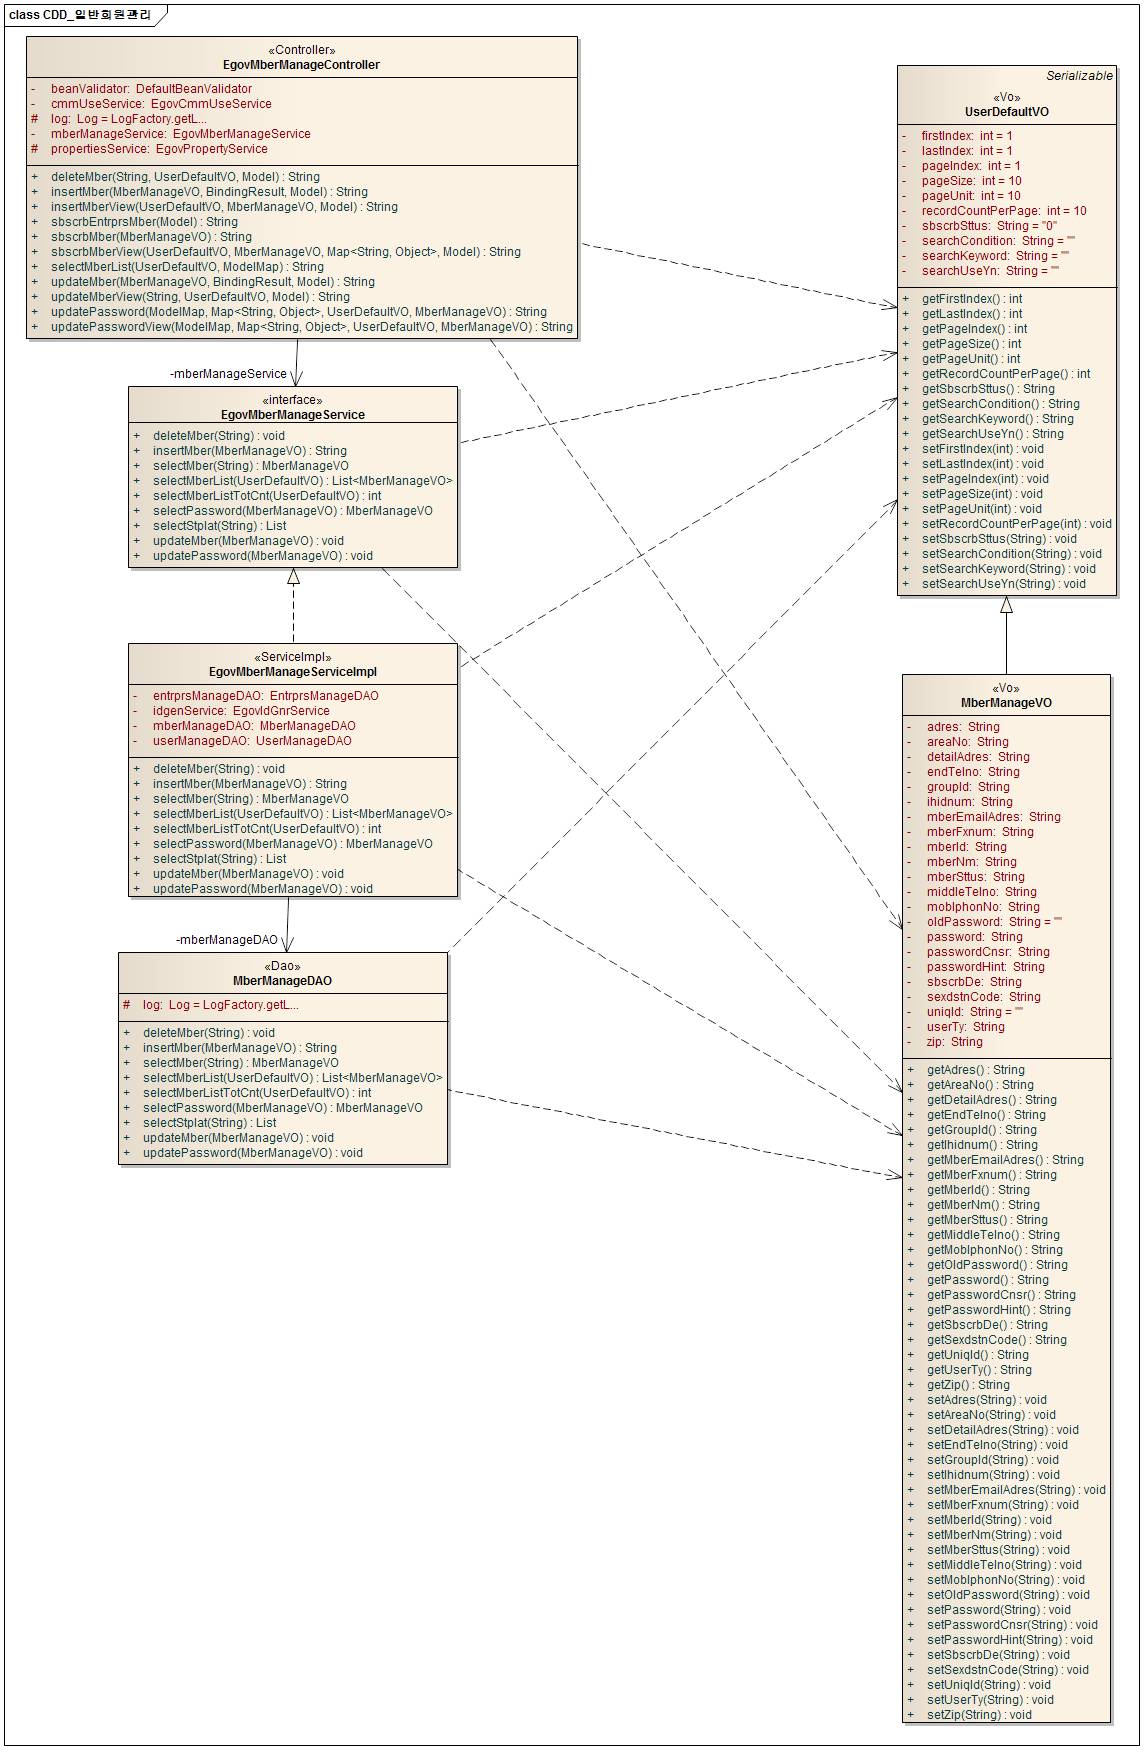 class CDD_일반회원관리
«Controller»
EgovMberManageController
- beanValidator: DefaultBeanValidator
- cmmUseService: EgovCmmUseService
# log: Log = LogFactory.getL...
- mberManageService: EgovMberManageService
# propertiesService: EgovPropertyService
+ deleteMber(String, UserDefaultVO, Model) : String
+ insertMber(MberManageVO, BindingResult, Model) : String
+ insertMberView(UserDefaultVO, MberManageVO, Model) : String
+ sbscrbEntrprsMber(Model) : String
+ sbscrbMber(MberManageVO) : String
+ sbscrbMberView(UserDefaultVO, MberManageVO, Map<String, Object>, Model) : String
+ selectMberList(UserDefaultVO, ModelMap) : String
+ updateMber(MberManageVO, BindingResult, Model) : String
+ updateMberView(String, UserDefaultVO, Model) : String
+ updatePassword(ModelMap, Map<String, Object>, UserDefaultVO, MberManageVO) : String
+ updatePasswordView(ModelMap, Map<String, Object>, UserDefaultVO, MberManageVO) : String
-mberManageService
«interface»
EgovMberManageService
+ deleteMber(String) : void
+ insertMber(MberManageVO) : String
+ selectMber(String) : MberManageVO
+ selectMberList(UserDefaultVO) : List<MberManageVO>
+ selectMberListTotCnt(UserDefaultVO) : int
+ selectPassword(MberManageVO) : MberManageVO
+ selectStplat(String) : List
+ updateMber(MberManageVO) : void
+ updatePassword(MberManageVO) : void
«ServiceImpl»
EgovMberManageServiceImpl
- entrprsManageDAO: EntrprsManageDAO
- idgenService: EgovIdGnrService
- mberManageDAO: MberManageDAO
- userManageDAO: UserManageDAO
+ deleteMber(String) : void
+ insertMber(MberManageVO) : String
+ selectMber(String) : MberManageVO
+ selectMberList(UserDefaultVO) : List<MberManageVO>
+ selectMberListTotCnt(UserDefaultVO) : int
+ selectPassword(MberManageVO) : MberManageVO
+ selectStplat(String) : List
+ updateMber(MberManageVO) : void
+ updatePassword(MberManageVO) : void
-mberManageDAO
«Dao»
MberManageDAO
# log: Log = LogFactory.getL...
+ deleteMber(String) : void
+ insertMber(MberManageVO) : String
+ selectMber(String) : MberManageVO
+ selectMberList(UserDefaultVO) : List<MberManageVO>
+ selectMberListTotCnt(UserDefaultVO) : int
+ selectPassword(MberManageVO) : MberManageVO
+ selectStplat(String) : List
+ updateMber(MberManageVO) : void
+ updatePassword(MberManageVO) : void
Serializable
«Vo»
UserDefaultVO
- firstIndex: int = 1
- lastIndex: int = 1
- pageIndex: int = 1
- pageSize: int = 10
- pageUnit: int = 10
- recordCountPerPage: int = 10
- sbscrbSttus: String = "0"
- searchCondition: String = ""
- searchKeyword: String = ""
- searchUseYn: String = ""
+ getFirstIndex() : int
+ getLastIndex() : int
+ getPageIndex() : int
+ getPageSize() : int
+ getPageUnit() : int
+ getRecordCountPerPage() : int
+ getSbscrbSttus() : String
+ getSearchCondition() : String
+ getSearchKeyword() : String
+ getSearchUseYn() : String
+ setFirstIndex(int) : void
+ setLastIndex(int) : void
+ setPageIndex(int) : void
+ setPageSize(int) : void
+ setPageUnit(int) : void
+ setRecordCountPerPage(int) : void
+ setSbscrbSttus(String) : void
+ setSearchCondition(String) : void
+ setSearchKeyword(String) : void
+ setSearchUseYn(String) : void
«Vo»
MberManageVO
- adres: String
- areaNo: String
- detailAdres: String
- endTelno: String
- groupId: String
- ihidnum: String
- mberEmailAdres: String
- mberFxnum: String
- mberId: String
- mberNm: String
- mberSttus: String
- middleTelno: String
- moblphonNo: String
- oldPassword: String = ""
- password: String
- passwordCnsr: String
- passwordHint: String
- sbscrbDe: String
- sexdstnCode: String
- uniqId: String = ""
- userTy: String
- zip: String
+ getAdres() : String
+ getAreaNo() : String
+ getDetailAdres() : String
+ getEndTelno() : String
+ getGroupId() : String
+ getIhidnum() : String
+ getMberEmailAdres() : String
+ getMberFxnum() : String
+ getMberId() : String
+ getMberNm() : String
+ getMberSttus() : String
+ getMiddleTelno() : String
+ getMoblphonNo() : String
+ getOldPassword() : String
+ getPassword() : String
+ getPasswordCnsr() : String
+ getPasswordHint() : String
+ getSbscrbDe() : String
+ getSexdstnCode() : String
+ getUniqId() : String
+ getUserTy() : String
+ getZip() : String
+ setAdres(String) : void
+ setAreaNo(String) : void
+ setDetailAdres(String) : void
+ setEndTelno(String) : void
+ setGroupId(String) : void
+ setIhidnum(String) : void
+ setMberEmailAdres(String) : void
+ setMberFxnum(String) : void
+ setMberId(String) : void
+ setMberNm(String) : void
+ setMberSttus(String) : void
+ setMiddleTelno(String) : void
+ setMoblphonNo(String) : void
+ setOldPassword(String) : void
+ setPassword(String) : void
+ setPasswordCnsr(String) : void
+ setPasswordHint(String) : void
+ setSbscrbDe(String) : void
+ setSexdstnCode(String) : void
+ setUniqId(String) : void
+ setUserTy(String) : void
+ setZip(String) : void